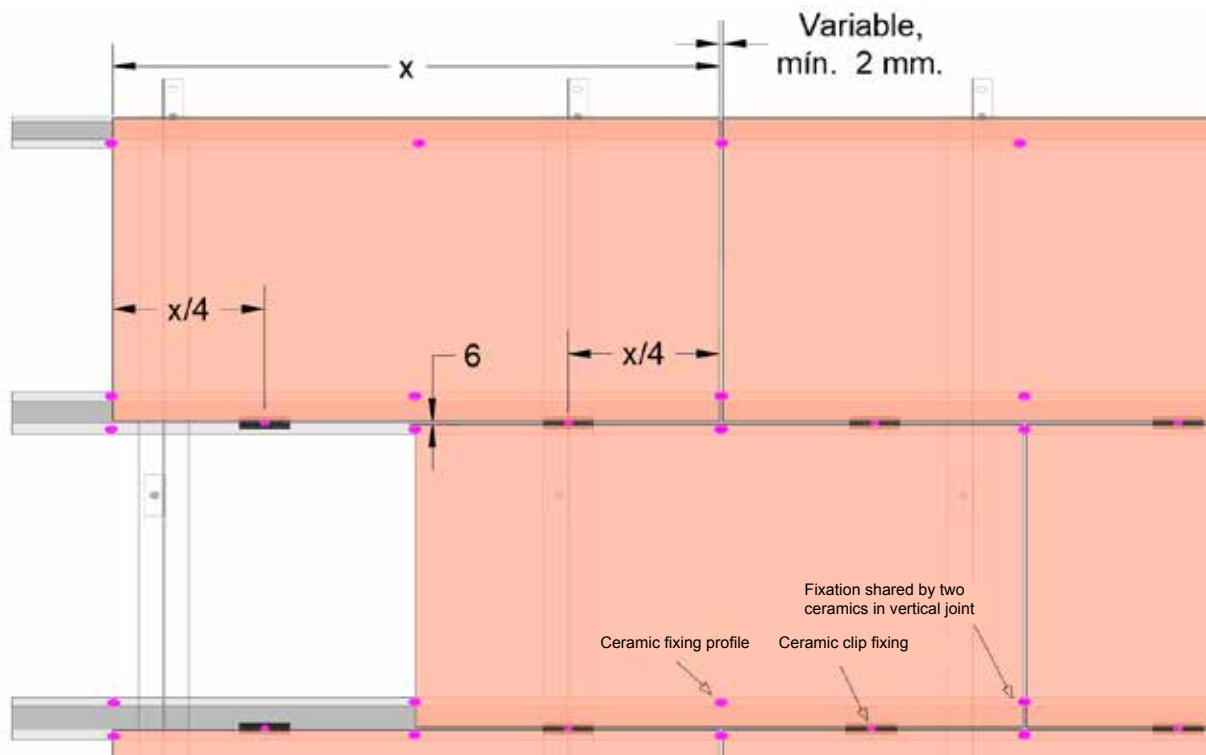 Variable,
mín. 2 mm.
x
x/4
6
x/4
Fixation shared by two
ceramics in vertical joint
Ceramic fixing profile
Ceramic clip fixing